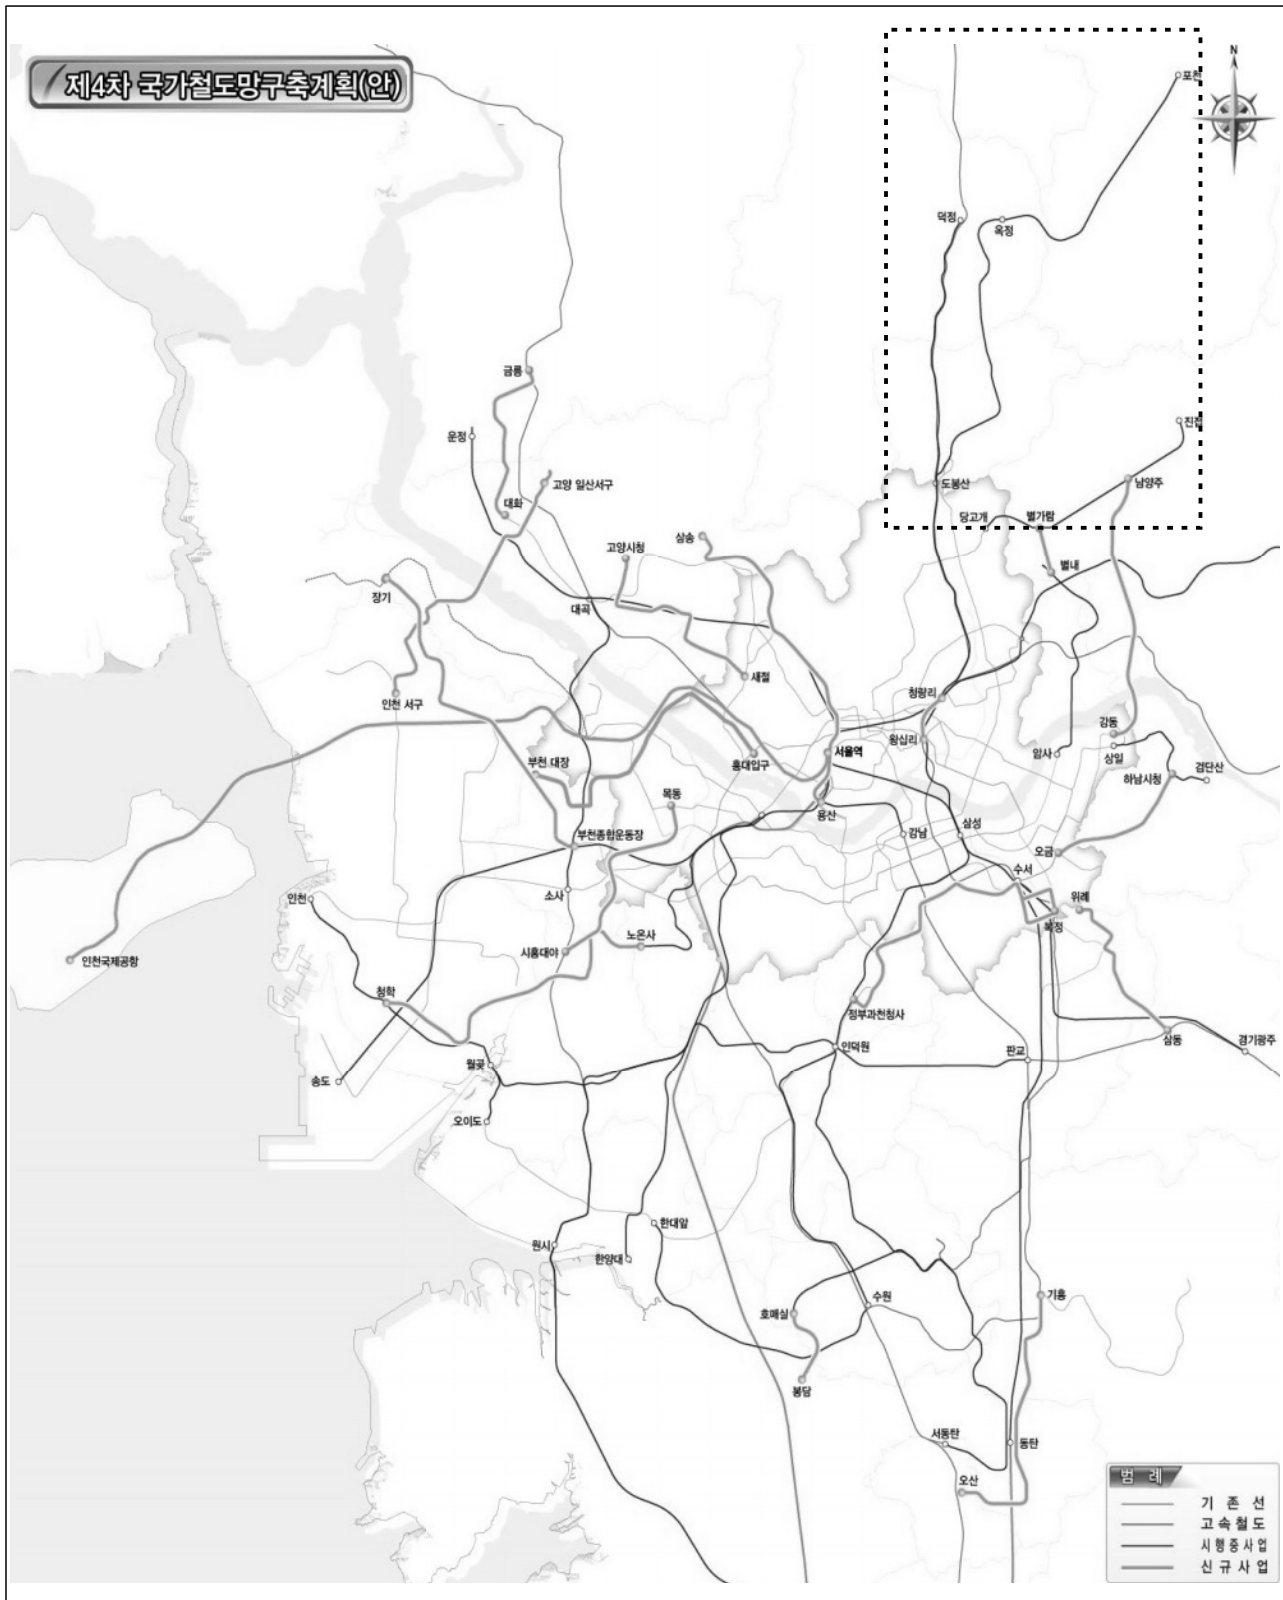 제4차 국가철도망구축계획(안)
N
포천
덕정
옥정
금릉
운정
진접
고양 일산서구
도봉산
남양주
대화
당고개
별가람
고양시청
삼송
별내
장기
대곡
새절
인천 서구
청량리
강동
왕십리
서울역
홍대입구
암사
상일
하남시청
검단산
부천 대장
목동
용산
부천종합운동장
강남
삼성
오금
수서
소사
인천
위례
복정
노온사
시흥대야
인천국제공항
청학
정부과천청사
삼동
경기광주
인덕원
판교
월곶
송도
오이도
한대앞
원시
한양대
기흥
호매실
수원
봉담
서동탄
동탄
오산
범 례
기 존 선
고 속 철 도
시 행 중 사 업
신 규 사 업